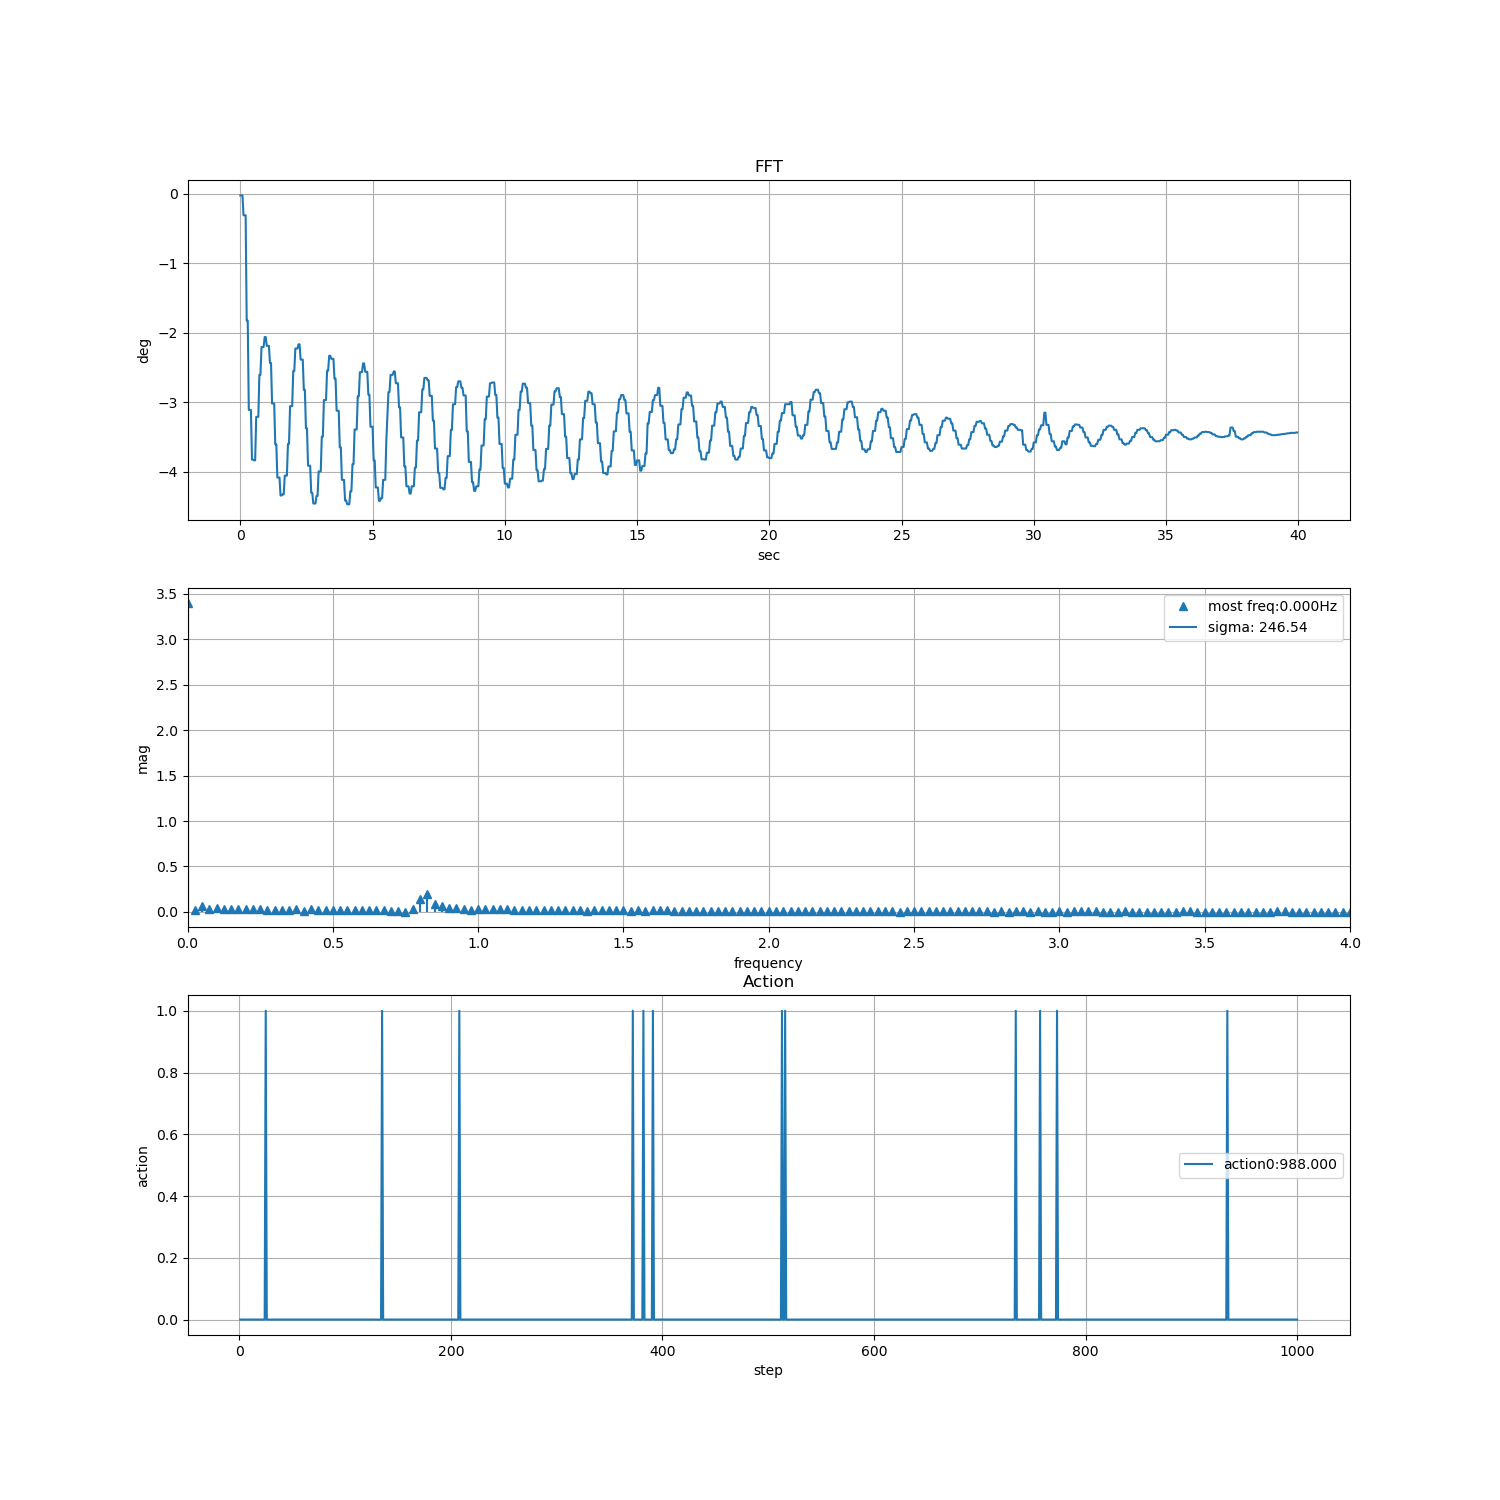 FFT
0
−1
−2
−3
−4
deg
0 5 10 15 20 25 30 35 40
sec
3.5
3.0
2.5
2.0
1.5
1.0
0.5
0.0
mag
most freq:0.000Hz
sigma: 246.54
0.0 0.5 1.0 1.5 2.0 2.5 3.0 3.5 4.0
frequency
Action
1.0
0.8
0.6
0.4
0.2
0.0
action
action0:988.000
0 200 400 600 800 1000
step